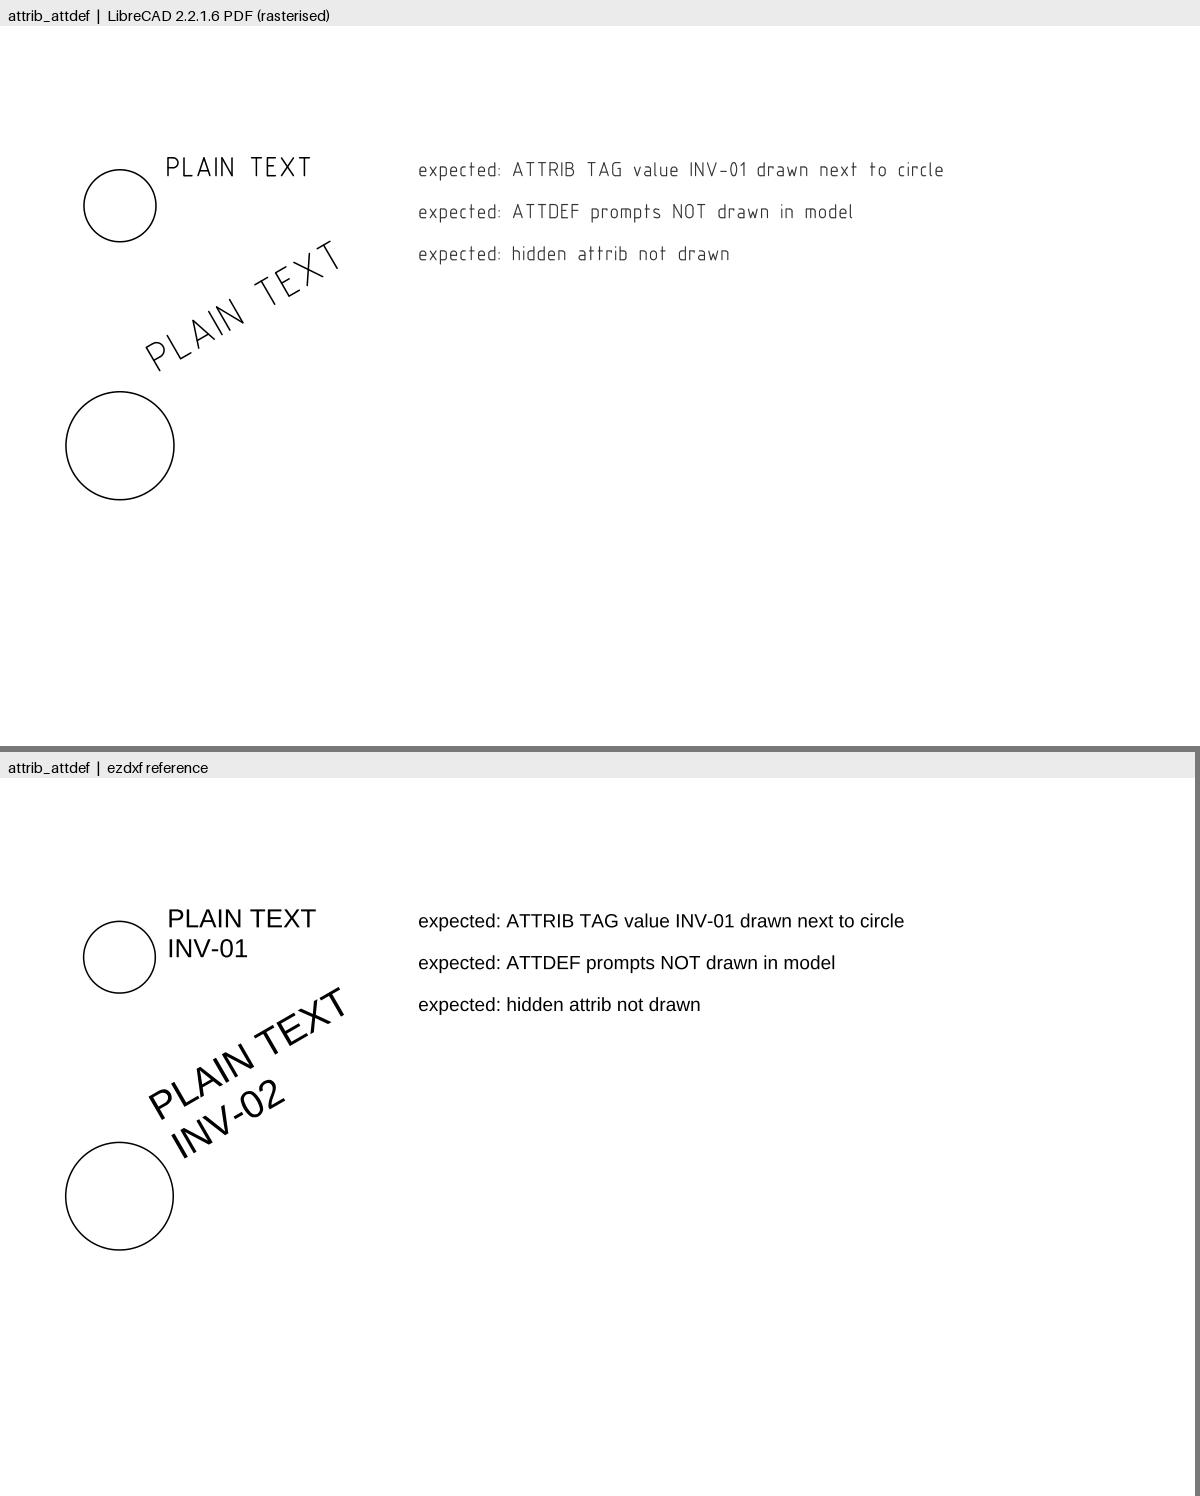 attrib_attdef | LibreCAD 2.2.1.6 PDF (rasterised)
PLAIN TEXT
expected: ATTRIB TAG value INV-01 drawn next to circle
expected: ATTDEF prompts NOT drawn in model
expected: hidden attrib not drawn
PLAIN TEXT
attrib_attdef | ezdxf reference
PLAIN TEXT
INV-01
expected: ATTRIB TAG value INV-01 drawn next to circle
expected: ATTDEF prompts NOT drawn in model
expected: hidden attrib not drawn
PLAIN TEXT
INV-02